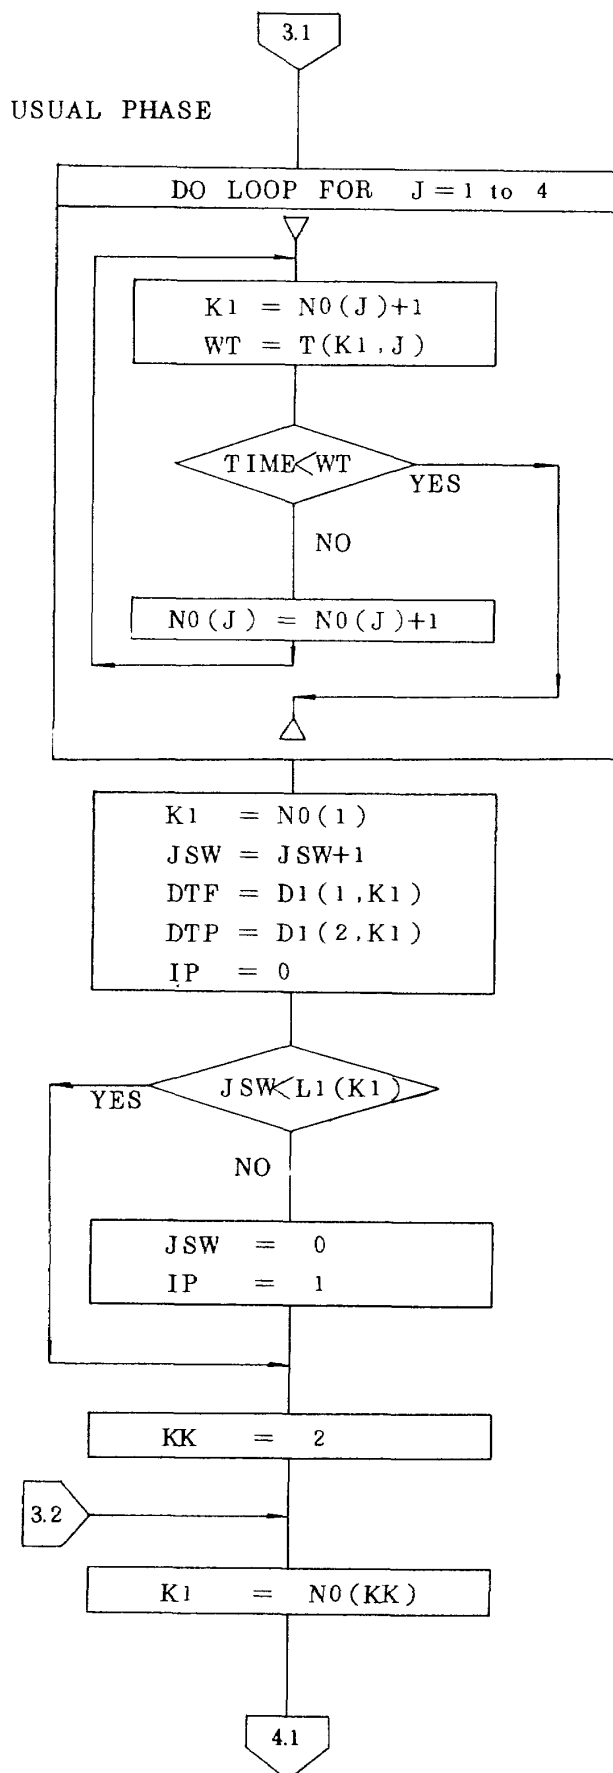 3.1
USUAL PHASE
DO LOOP FOR J=1 to 4
K1 = N0(J)+1
WT = T(K1,J)
TIME<WT
YES
NO
N0(J) = N0(J)+1
K1 = N0(1)
JSW = JSW+1
DTF = D1(1,K1)
DTP = D1(2,K1)
IP = 0
JSW<L1(K1)
YES
NO
JSW = 0
IP = 1
KK = 2
3.2
K1 = N0(KK)
4.1